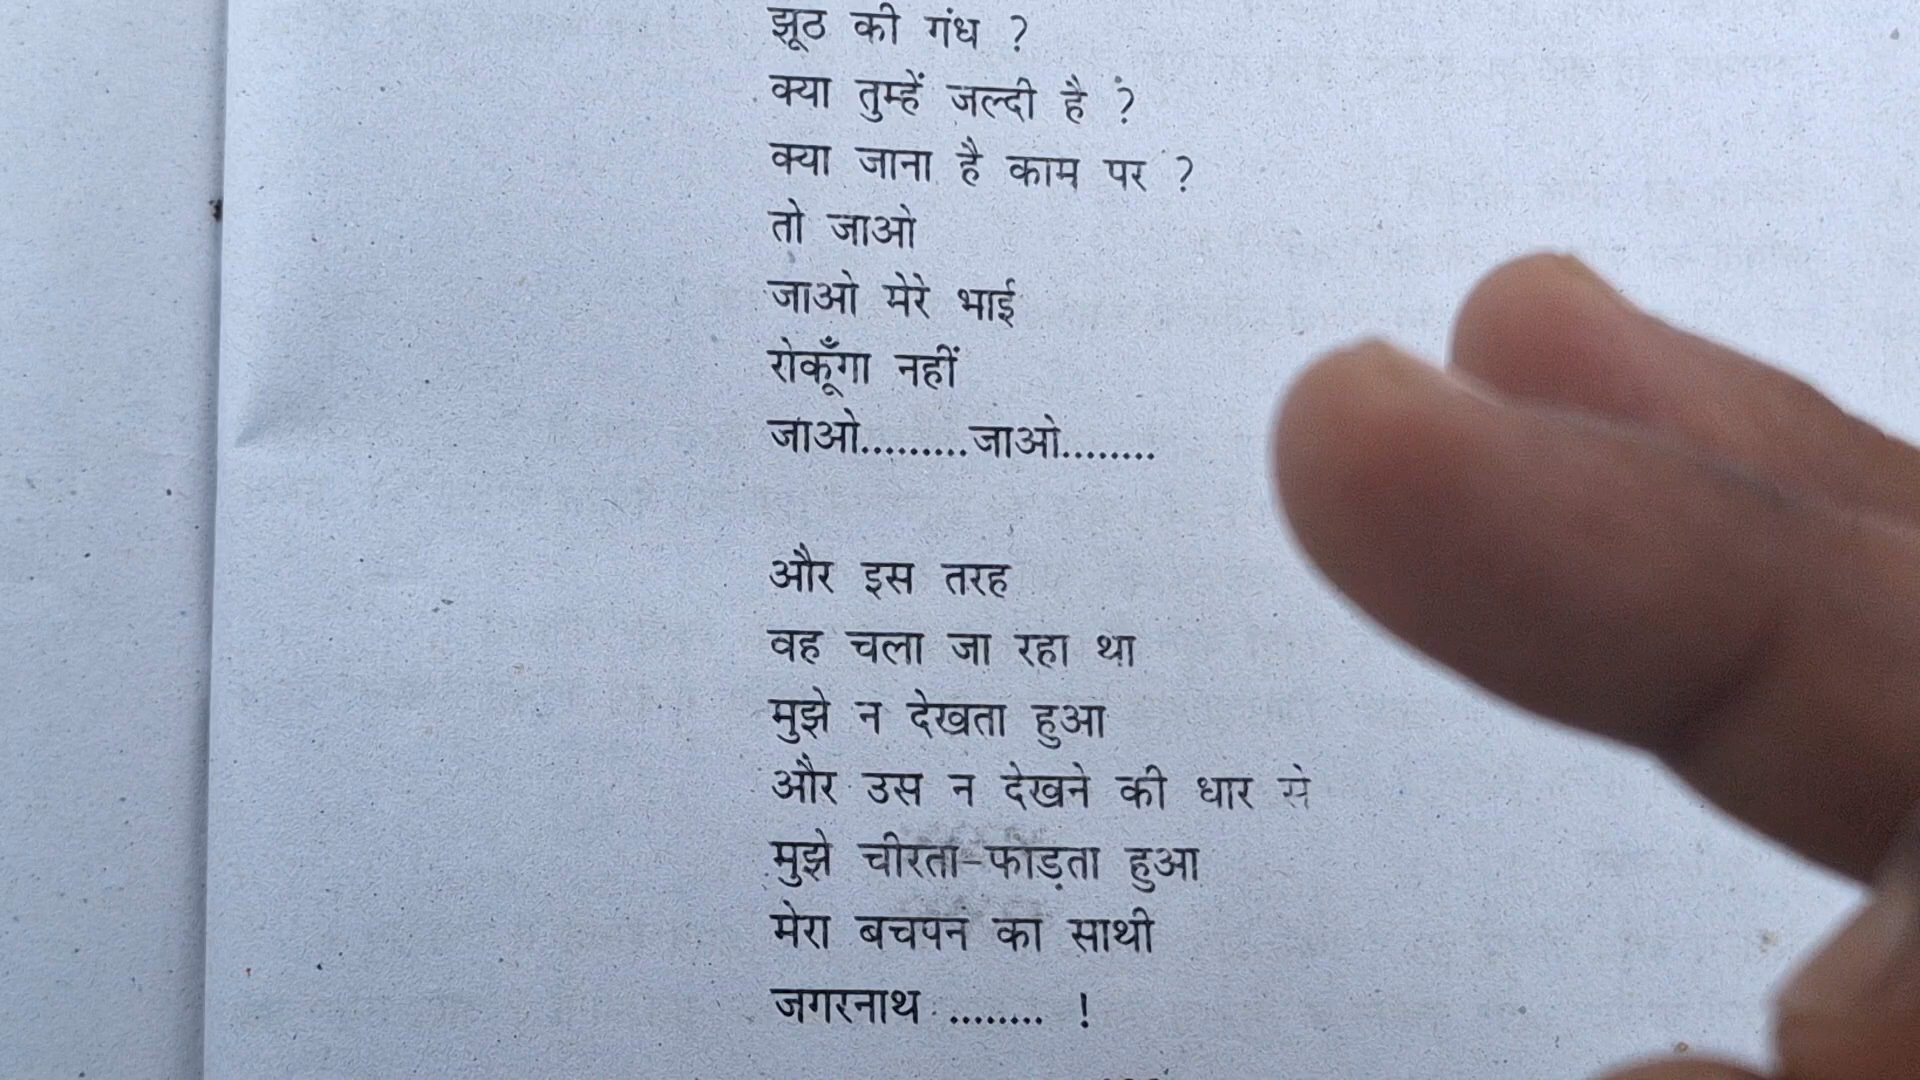 झूठ की गंध ?
क्या तुम्हें जल्दी है ?
क्या जाना है काम पर ?
तो जाओ
जाओ मेरे भाई
रोकूँगा नहीं
जाओ.........जाओ........
और इस तरह
वह चला जा रहा था
मुझे न देखता हुआ
और उस न देखने की धार से
मुझे चीरता-फाड़ता हुआ
मेरा बचपन का साथी
जगरनाथ ........ !